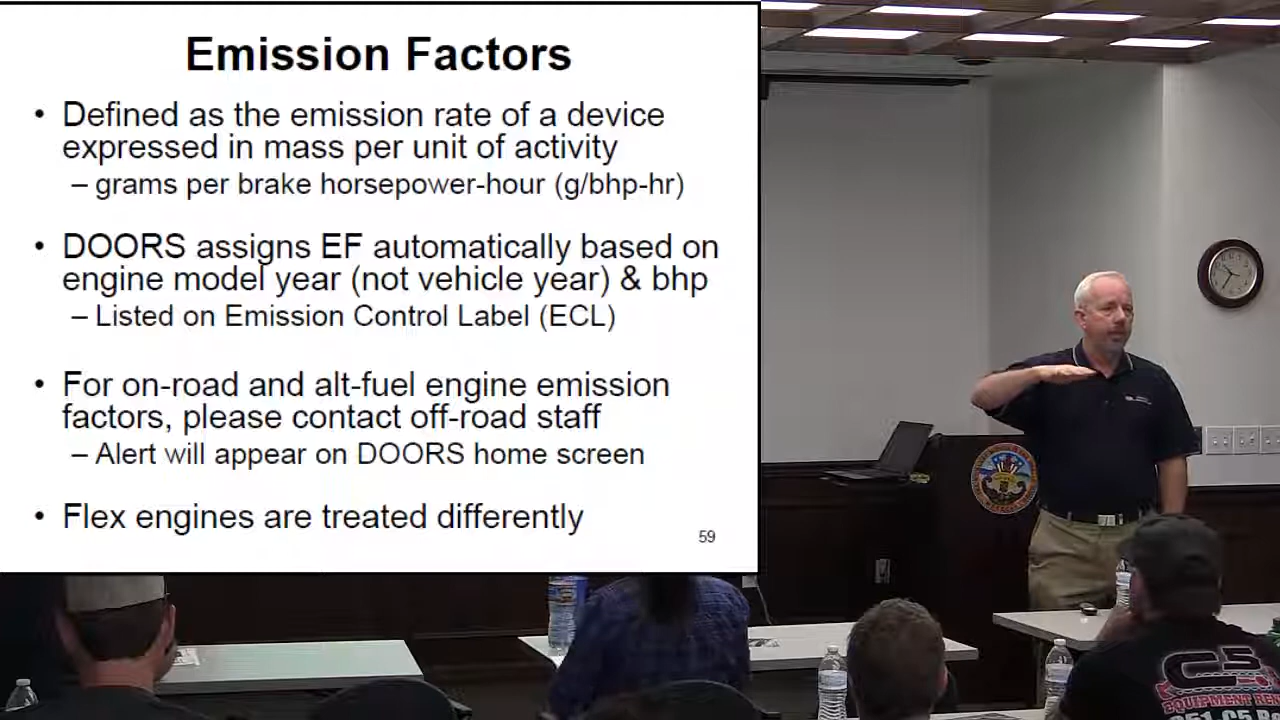 Emission Factors
• Defined as the emission rate of a device
expressed in mass per unit of activity
– grams per brake horsepower-hour (g/bhp-hr)
• DOORS assigns EF automatically based on
engine model year (not vehicle year) & bhp
– Listed on Emission Control Label (ECL)
• For on-road and alt-fuel engine emission
factors, please contact off-road staff
– Alert will appear on DOORS home screen
• Flex engines are treated differently
59
C5
EQUIPMENT